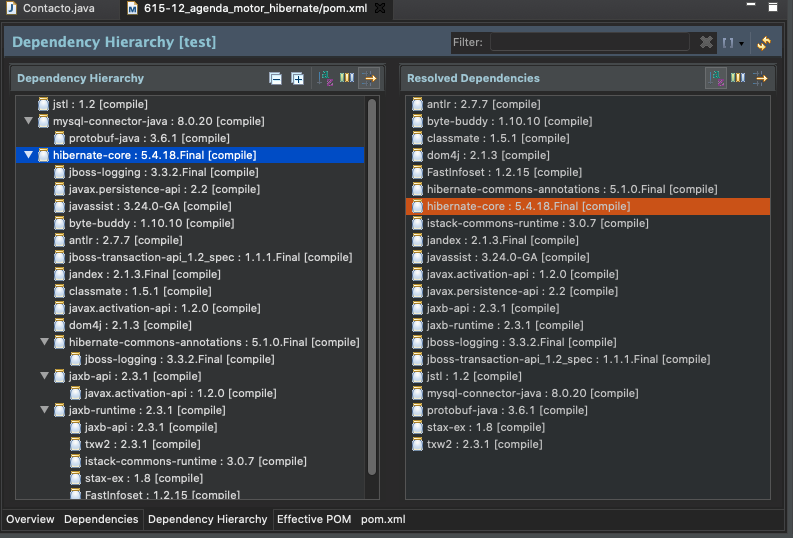 Contacto.java
615-12_agenda_motor_hibernate/pom.xml
Dependency Hierarchy [test]
Filter:
Dependency Hierarchy
jstl : 1.2 [compile]
mysql-connector-java : 8.0.20 [compile]
protobuf-java : 3.6.1 [compile]
hibernate-core : 5.4.18.Final [compile]
jboss-logging : 3.3.2.Final [compile]
javax.persistence-api : 2.2 [compile]
javassist : 3.24.0-GA [compile]
byte-buddy : 1.10.10 [compile]
antlr : 2.7.7 [compile]
jboss-transaction-api_1.2_spec : 1.1.1.Final [compile]
jandex : 2.1.3.Final [compile]
classmate : 1.5.1 [compile]
javax.activation-api : 1.2.0 [compile]
dom4j : 2.1.3 [compile]
hibernate-commons-annotations : 5.1.0.Final [compile]
jboss-logging : 3.3.2.Final [compile]
jaxb-api : 2.3.1 [compile]
javax.activation-api : 1.2.0 [compile]
jaxb-runtime : 2.3.1 [compile]
jaxb-api : 2.3.1 [compile]
txw2 : 2.3.1 [compile]
istack-commons-runtime : 3.0.7 [compile]
stax-ex : 1.8 [compile]
FastInfoset : 1.2.15 [compile]
Resolved Dependencies
antlr : 2.7.7 [compile]
byte-buddy : 1.10.10 [compile]
classmate : 1.5.1 [compile]
dom4j : 2.1.3 [compile]
FastInfoset : 1.2.15 [compile]
hibernate-commons-annotations : 5.1.0.Final [compile]
hibernate-core : 5.4.18.Final [compile]
istack-commons-runtime : 3.0.7 [compile]
jandex : 2.1.3.Final [compile]
javassist : 3.24.0-GA [compile]
javax.activation-api : 1.2.0 [compile]
javax.persistence-api : 2.2 [compile]
jaxb-api : 2.3.1 [compile]
jaxb-runtime : 2.3.1 [compile]
jboss-logging : 3.3.2.Final [compile]
jboss-transaction-api_1.2_spec : 1.1.1.Final [compile]
jstl : 1.2 [compile]
mysql-connector-java : 8.0.20 [compile]
protobuf-java : 3.6.1 [compile]
stax-ex : 1.8 [compile]
txw2 : 2.3.1 [compile]
Overview Dependencies Dependency Hierarchy Effective POM pom.xml